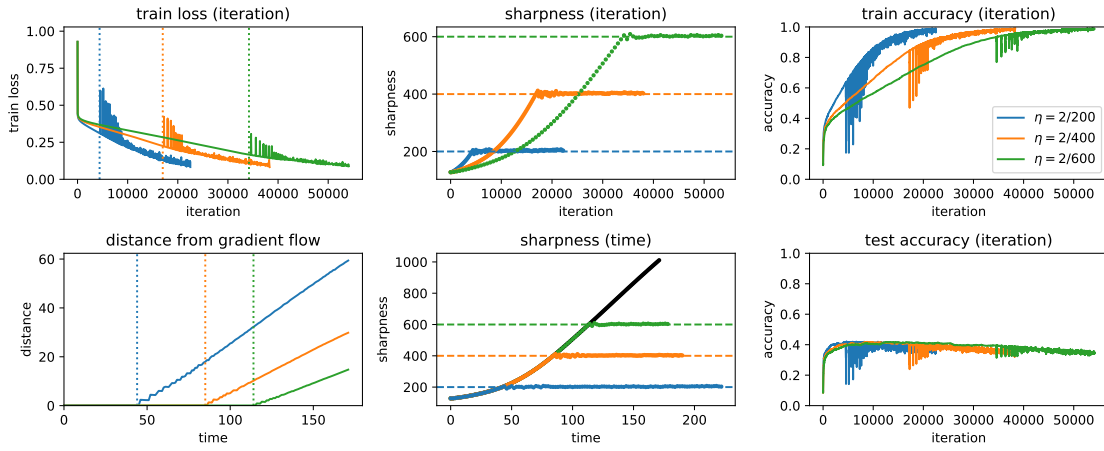 train loss (iteration)
train loss
1.00
0.75
0.50
0.25
0.00
0 10000 20000 30000 40000 50000
iteration
sharpness (iteration)
sharpness
600
400
200
0 10000 20000 30000 40000 50000
iteration
train accuracy (iteration)
accuracy
1.0
0.8
0.6
0.4
0.2
0.0
η = 2/200
η = 2/400
η = 2/600
0 10000 20000 30000 40000 50000
iteration
distance from gradient flow
distance
60
40
20
0
0 50 100 150
time
sharpness (time)
sharpness
1000
800
600
400
200
0 50 100 150 200
time
test accuracy (iteration)
accuracy
1.0
0.8
0.6
0.4
0.2
0.0
0 10000 20000 30000 40000 50000
iteration